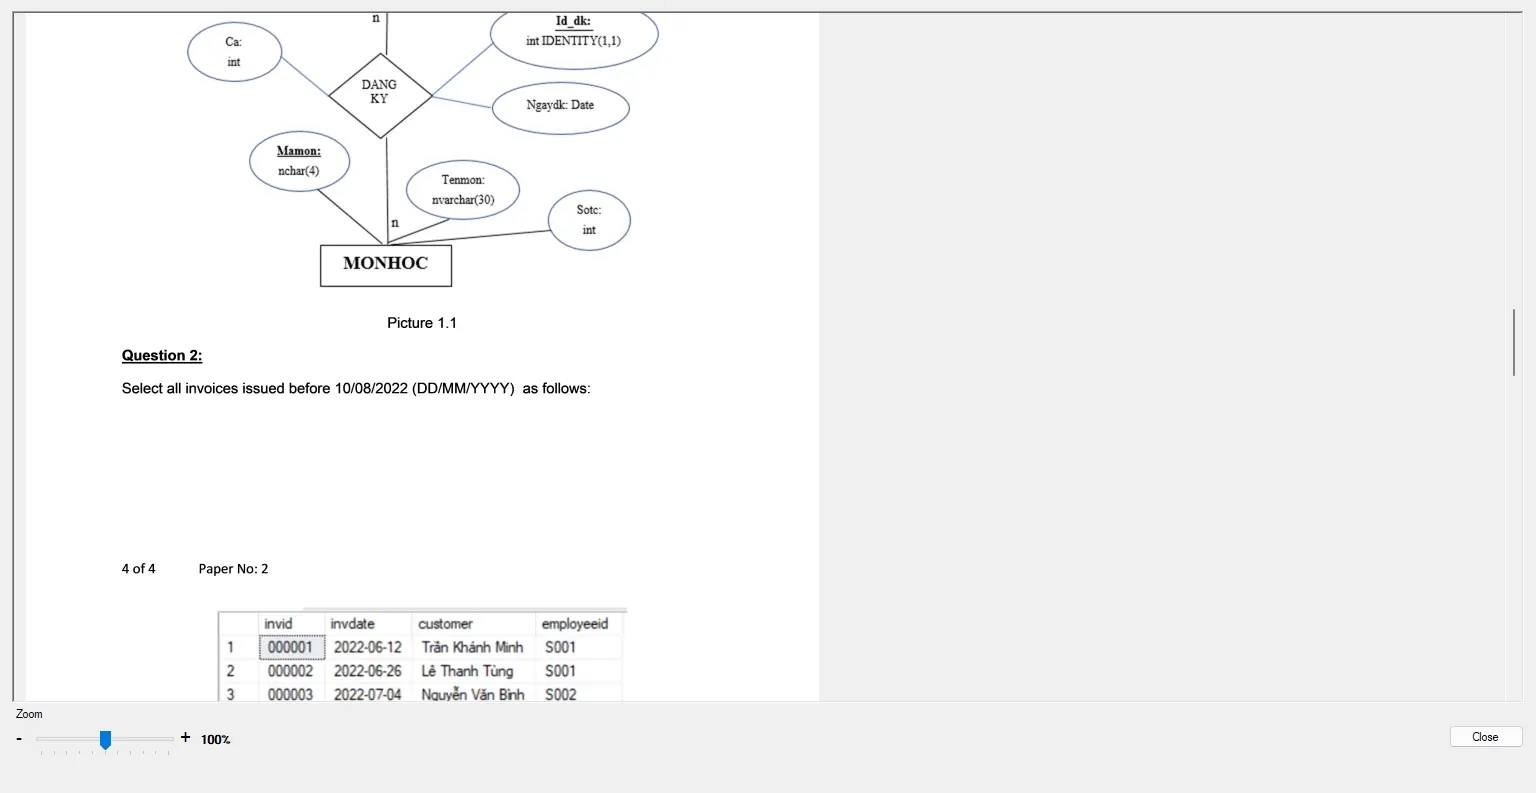 n
Id_dk:
int IDENTITY(1,1)
Ca:
int
DANG
KY
Ngaydk: Date
Mamon:
nchar(4)
Tenmon:
nvarchar(30)
Sotc:
int
n
MONHOC
Picture 1.1
Question 2:
Select all invoices issued before 10/08/2022 (DD/MM/YYYY)  as follows:
4 of 4 Paper No: 2
invid invdate customer employeeid
1 000001 2022-06-12 Trần Khánh Minh S001
2 000002 2022-06-26 Lê Thanh Tùng S001
3 000003 2022-07-04 Nguyễn Văn Bình S002
Zoom
- + 100%
Close